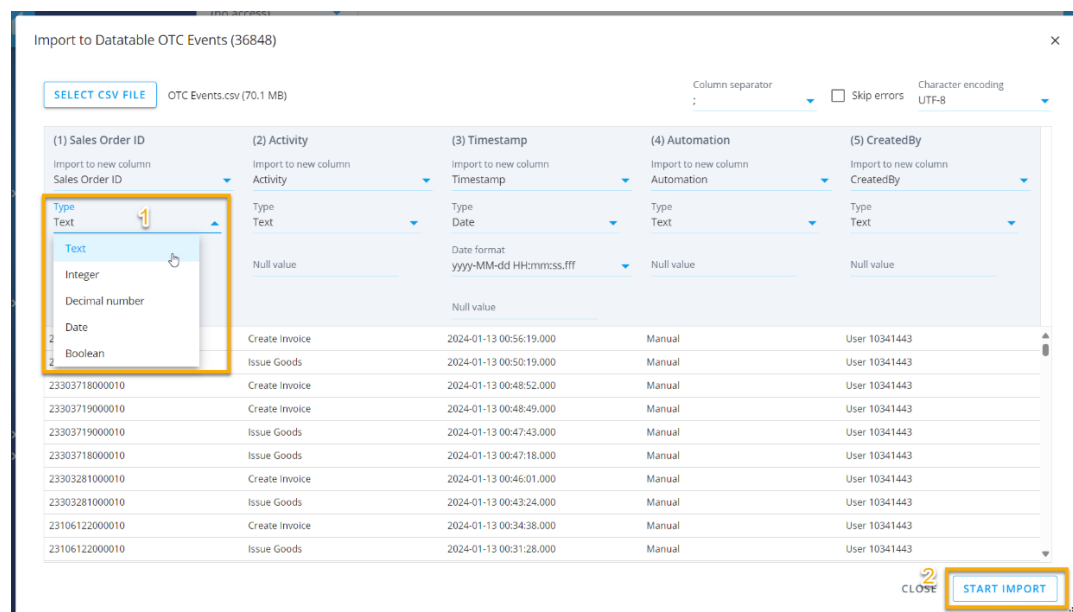 (no access)
Import to Datatable OTC Events (36848)
SELECT CSV FILE OTC Events.csv (70.1 MB) Column separator ; Skip errors Character encoding UTF-8
(1) Sales Order ID (2) Activity (3) Timestamp (4) Automation (5) CreatedBy
Import to new column Import to new column Import to new column Import to new column Import to new column
Sales Order ID Activity Timestamp Automation CreatedBy
Type Type Type Type Type
Text 1 Text Date Text Text
Text Date format
Null value yyyy-MM-dd HH:mm:ss.fff Null value Null value
Integer
Decimal number Null value
Date
2 Create Invoice 2024-01-13 00:56:19.000 Manual User 10341443
Boolean
2 Issue Goods 2024-01-13 00:50:19.000 Manual User 10341443
23303718000010 Create Invoice 2024-01-13 00:48:52.000 Manual User 10341443
23303719000010 Create Invoice 2024-01-13 00:48:49.000 Manual User 10341443
23303719000010 Issue Goods 2024-01-13 00:47:43.000 Manual User 10341443
23303718000010 Issue Goods 2024-01-13 00:47:18.000 Manual User 10341443
23303281000010 Create Invoice 2024-01-13 00:46:01.000 Manual User 10341443
23303281000010 Issue Goods 2024-01-13 00:43:24.000 Manual User 10341443
23106122000010 Create Invoice 2024-01-13 00:34:38.000 Manual User 10341443
23106122000010 Issue Goods 2024-01-13 00:31:28.000 Manual User 10341443
CLOSE 2 START IMPORT